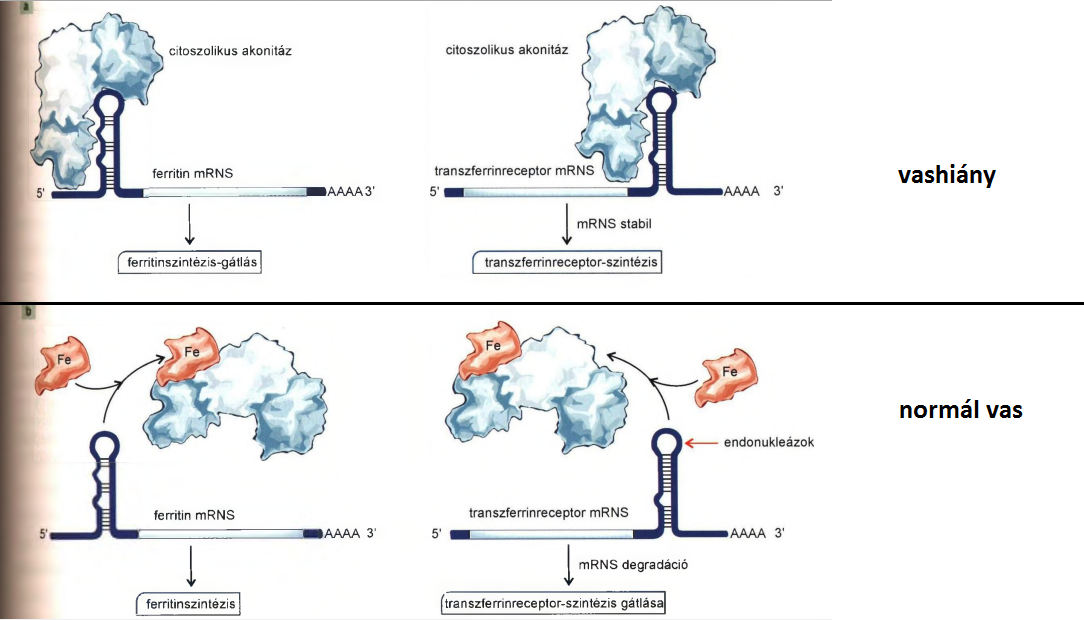 a
citoszolikus akonitáz
citoszolikus akonitáz
ferritin mRNS
5' AAAA 3'
ferritinszintézis-gátlás
transzferrinreceptor mRNS
5' AAAA 3'
mRNS stabil
transzferrinreceptor-szintézis
vashiány
b
Fe
Fe
ferritin mRNS
5' AAAA 3'
ferritinszintézis
Fe
Fe
endonukleázok
transzferrinreceptor mRNS
5' AAAA 3'
mRNS degradáció
transzferrinreceptor-szintézis gátlása
normál vas